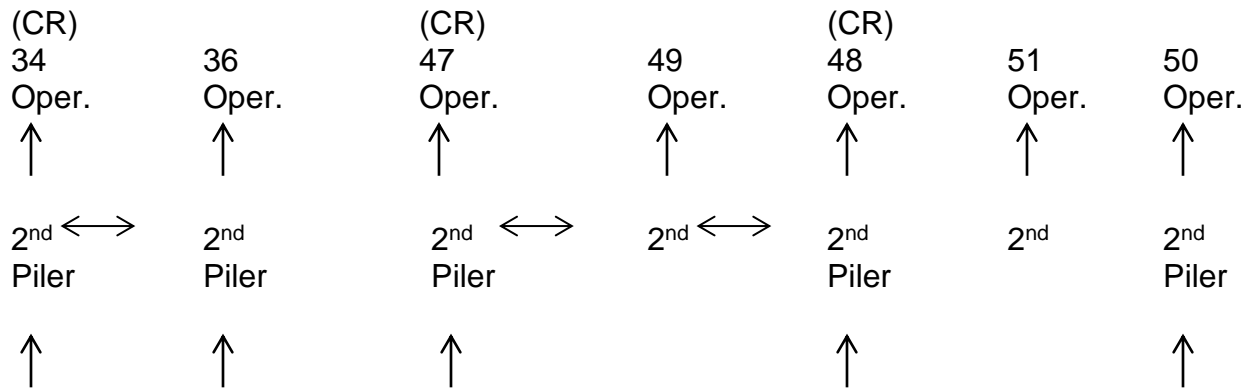 (CR) (CR) (CR)
34 36 47 49 48 51 50
Oper. Oper. Oper. Oper. Oper. Oper. Oper.
2nd 2nd 2nd 2nd 2nd 2nd 2nd
Piler Piler Piler Piler Piler